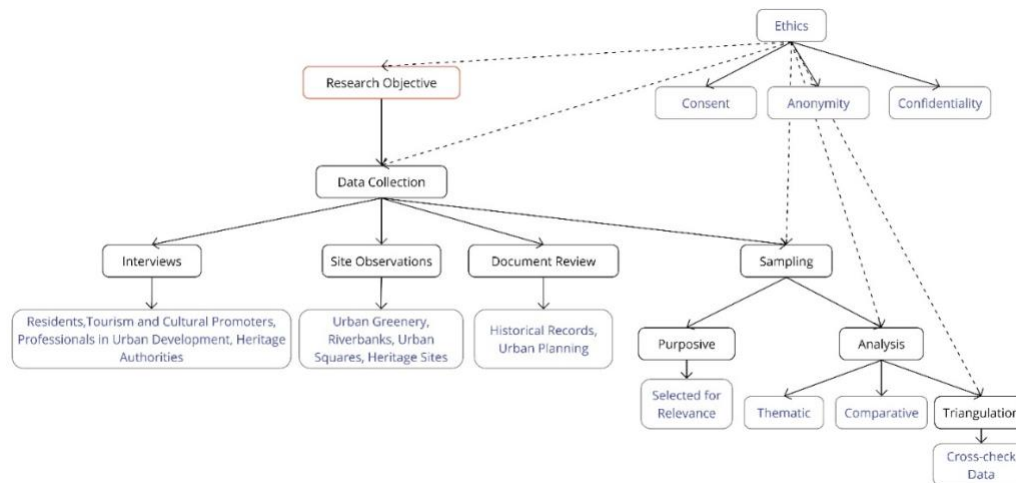 Ethics
Research Objective
Consent
Anonymity
Confidentiality
Data Collection
Interviews
Site Observations
Document Review
Sampling
Residents,Tourism and Cultural Promoters,
Professionals in Urban Development, Heritage
Authorities
Urban Greenery,
Riverbanks, Urban
Squares, Heritage Sites
Historical Records,
Urban Planning
Purposive
Analysis
Selected for
Relevance
Thematic
Comparative
Triangulation
Cross-check
Data